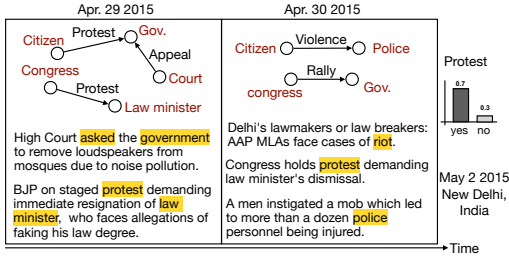 Apr. 29 2015
Apr. 30 2015
Citizen
Protest
Gov.
Appeal
Congress
Court
Protest
Law minister
High Court asked the government
to remove loudspeakers from
mosques due to noise pollution.
BJP on staged protest demanding
immediate resignation of law
minister, who faces allegations of
faking his law degree.
Citizen
Violence
Police
Rally
congress
Gov.
Delhi's lawmakers or law breakers:
AAP MLAs face cases of riot.
Congress holds protest demanding
law minister's dismissal.
A men instigated a mob which led
to more than a dozen police
personnel being injured.
Protest
0.7
0.3
yes no
May 2 2015
New Delhi,
India
Time